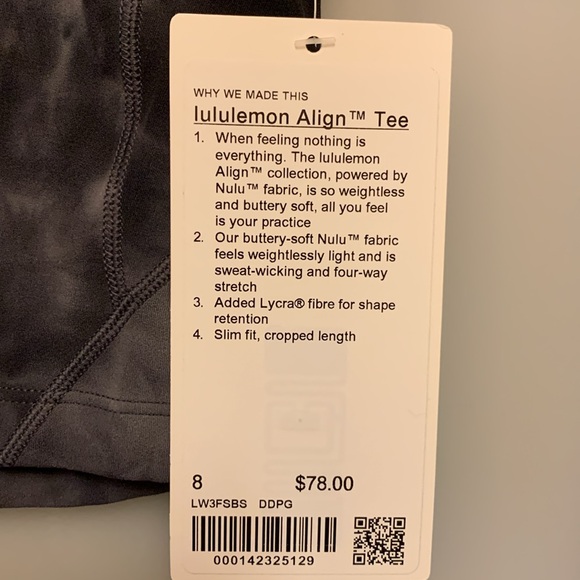 WHY WE MADE THIS
lululemon Align™ Tee
1. When feeling nothing is
everything. The lululemon
Align™ collection, powered by
Nulu™ fabric, is so weightless
and buttery soft, all you feel
is your practice
2. Our buttery-soft Nulu™ fabric
feels weightlessly light and is
sweat-wicking and four-way
stretch
3. Added Lycra® fibre for shape
retention
4. Slim fit, cropped length
8 $78.00
LW3FSBS DDPG
000142325129